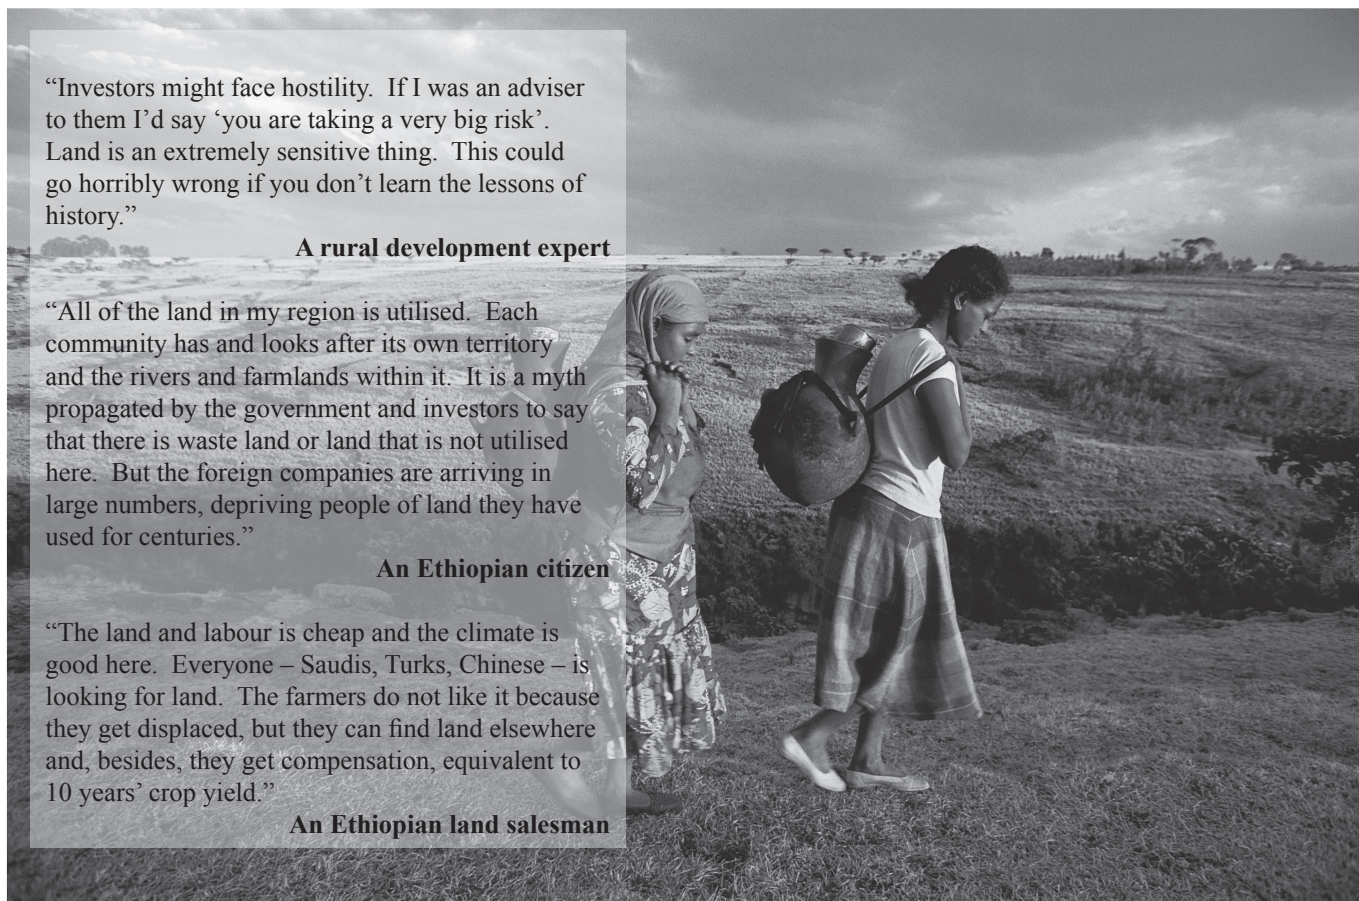 “Investors might face hostility.  If I was an adviser
to them I’d say ‘you are taking a very big risk’.
Land is an extremely sensitive thing.  This could
go horribly wrong if you don’t learn the lessons of
history.”
A rural development expert
“All of the land in my region is utilised.  Each
community has and looks after its own territory
and the rivers and farmlands within it.  It is a myth
propagated by the government and investors to say
that there is waste land or land that is not utilised
here.  But the foreign companies are arriving in
large numbers, depriving people of land they have
used for centuries.”
An Ethiopian citizen
“The land and labour is cheap and the climate is
good here.  Everyone – Saudis, Turks, Chinese – is
looking for land.  The farmers do not like it because
they get displaced, but they can find land elsewhere
and, besides, they get compensation, equivalent to
10 years’ crop yield.”
An Ethiopian land salesman